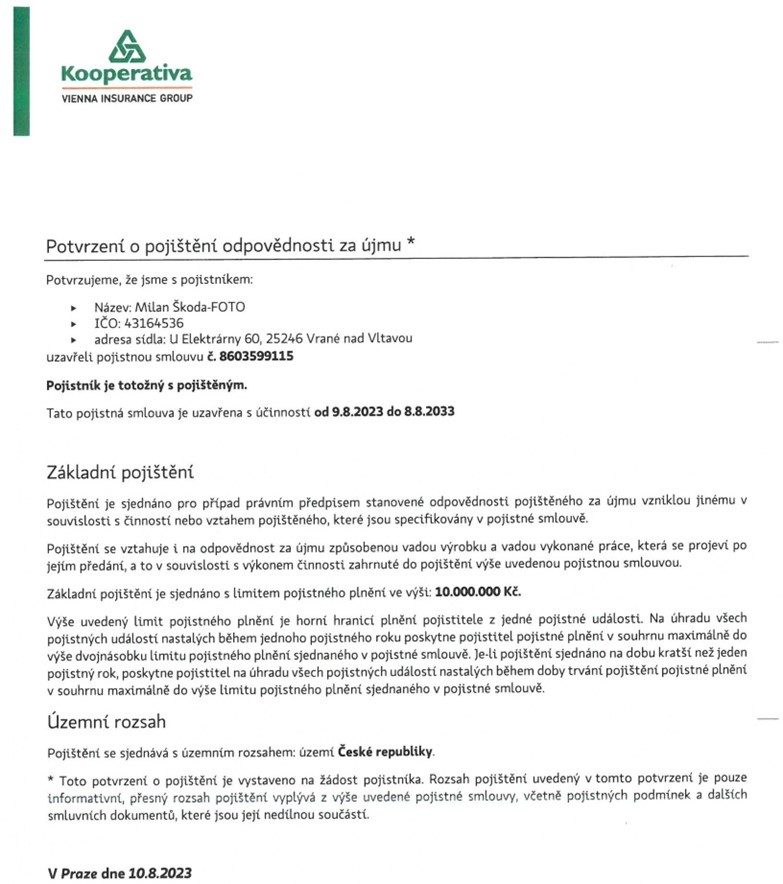 Kooperativa
VIENNA INSURANCE GROUP
Potvrzení o pojištění odpovědnosti za újmu *
Potvrzujeme, že jsme s pojistníkem:
▸ Název: Milan Škoda-FOTO
▸ IČO: 43164536
▸ adresa sídla: U Elektrárny 60, 25246 Vrané nad Vltavou
uzavřeli pojistnou smlouvu č. 8603599115
Pojistník je totožný s pojištěným.
Tato pojistná smlouva je uzavřena s účinností od 9.8.2023 do 8.8.2033
Základní pojištění
Pojištění je sjednáno pro případ právním předpisem stanovené odpovědnosti pojištěného za újmu vzniklou jinému v
souvislosti s činností nebo vztahem pojištěného, které jsou specifikovány v pojistné smlouvě.
Pojištění se vztahuje i na odpovědnost za újmu způsobenou vadou výrobku a vadou vykonané práce, která se projeví po
jejím předání, a to v souvislosti s výkonem činnosti zahrnuté do pojištění výše uvedenou pojistnou smlouvou.
Základní pojištění je sjednáno s limitem pojistného plnění ve výši: 10.000.000 Kč.
Výše uvedený limit pojistného plnění je horní hranicí plnění pojistitele z jedné pojistné události. Na úhradu všech
pojistných událostí nastalých během jednoho pojistného roku poskytne pojistitel pojistné plnění v souhrnu maximálně do
výše dvojnásobku limitu pojistného plnění sjednaného v pojistné smlouvě. Je-li pojištění sjednáno na dobu kratší než jeden
pojistný rok, poskytne pojistitel na úhradu všech pojistných událostí nastalých během doby trvání pojištění pojistné plnění
v souhrnu maximálně do výše limitu pojistného plnění sjednaného v pojistné smlouvě.
Územní rozsah
Pojištění se sjednává s územním rozsahem: území České republiky.
* Toto potvrzení o pojištění je vystaveno na žádost pojistníka. Rozsah pojištění uvedený v tomto potvrzení je pouze
informativní, přesný rozsah pojištění vyplývá z výše uvedené pojistné smlouvy, včetně pojistných podmínek a dalších
smluvních dokumentů, které jsou její nedílnou součástí.
V Praze dne 10.8.2023